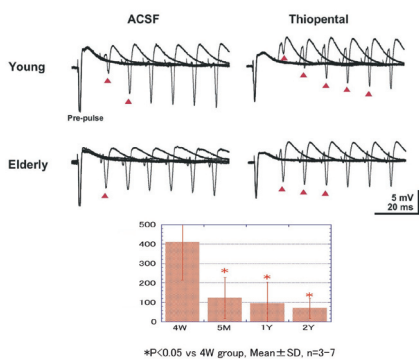 ACSF Thiopental
Young
Pre-pulse
Elderly
5 mV
20 ms
500
400
300
200
100
0
* * *
4W 5M 1Y 2Y
*P<0.05 vs 4W group, Mean±SD, n=3-7